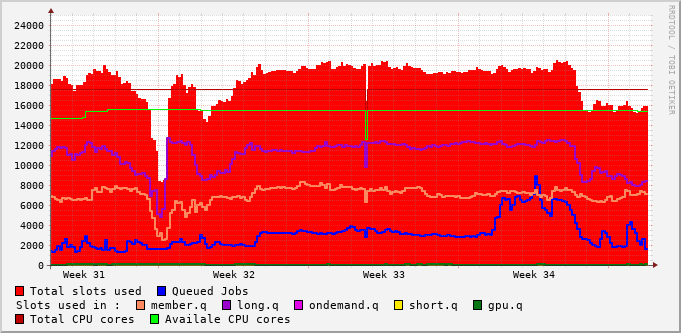 24000
22000
20000
18000
16000
14000
12000
10000
8000
6000
4000
2000
0
Week 31 Week 32 Week 33 Week 34
RRDTOOL / TOBI OETIKER
Total slots used Queued Jobs
Slots used in : member.q long.q ondemand.q short.q gpu.q
Total CPU cores Availale CPU cores